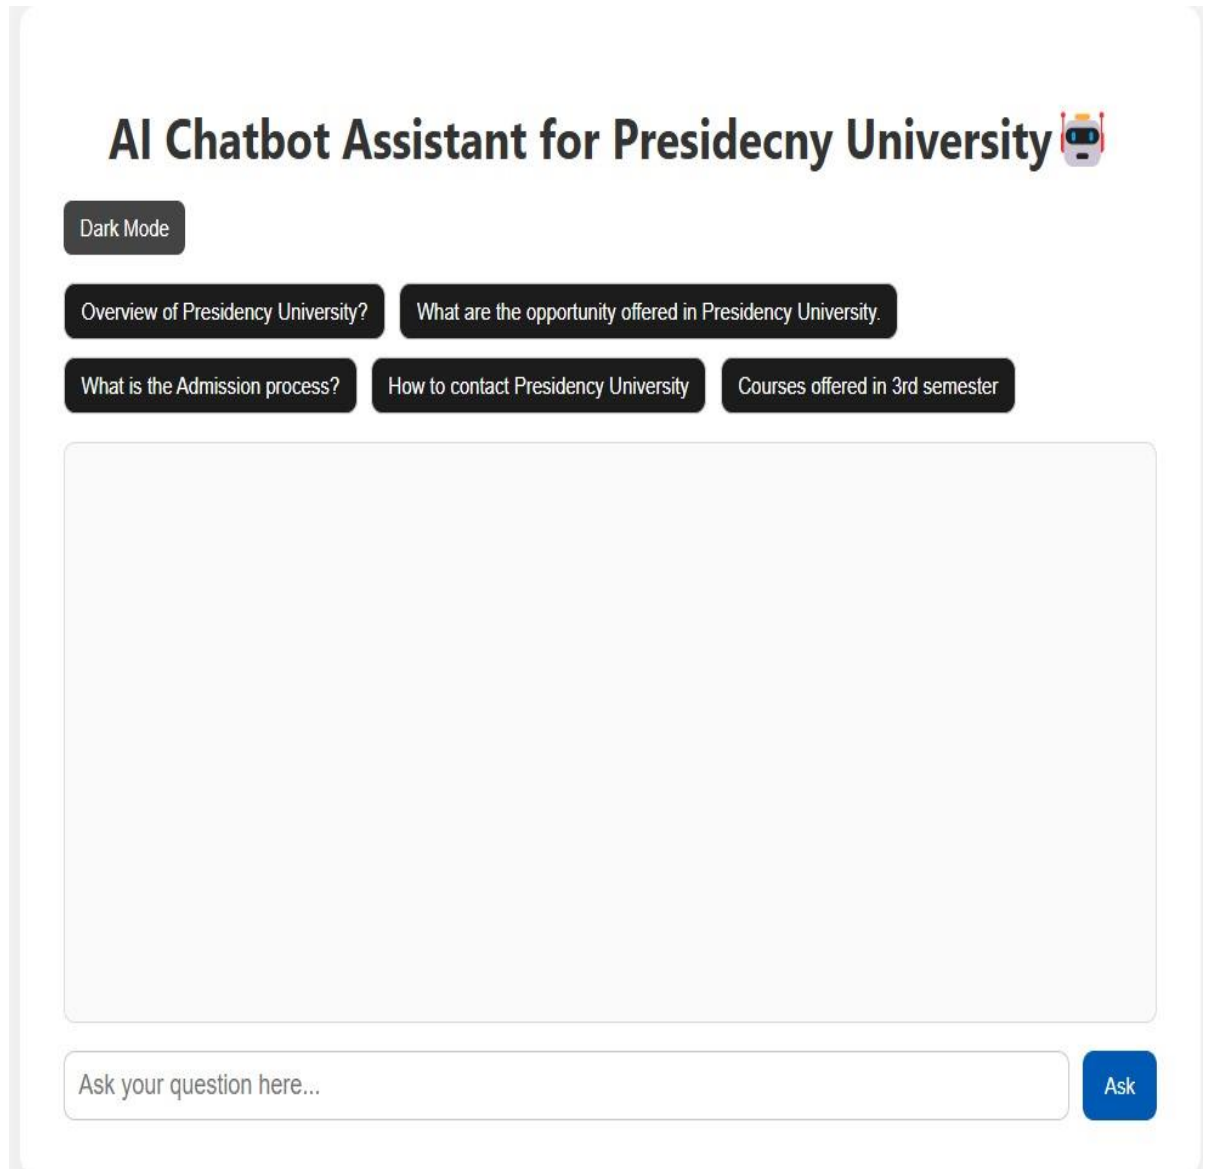 AI Chatbot Assistant for Presidecny University🤖
Dark Mode
Overview of Presidency University? What are the opportunity offered in Presidency University.
What is the Admission process? How to contact Presidency University Courses offered in 3rd semester
Ask your question here... Ask